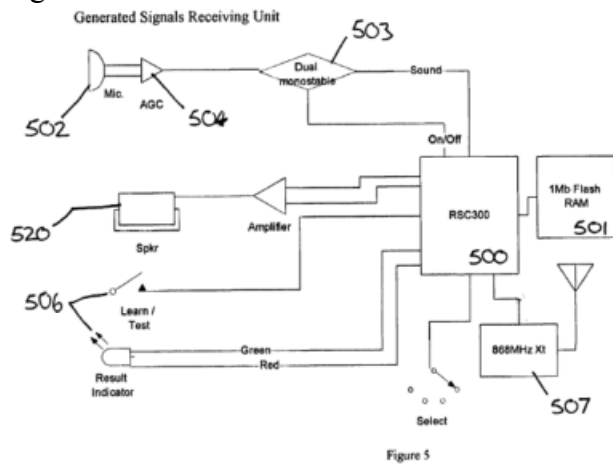 Generated Signals Receiving Unit
503
Dual
monostable
Sound
502
Mic.
AGC
504
On/Off
1Mb Flash
RAM
501
RSC300
500
Amplifier
520
Spkr
506
Learn /
Test
Green
Red
Result
Indicator
868MHz Xt
507
Select
Figure 5